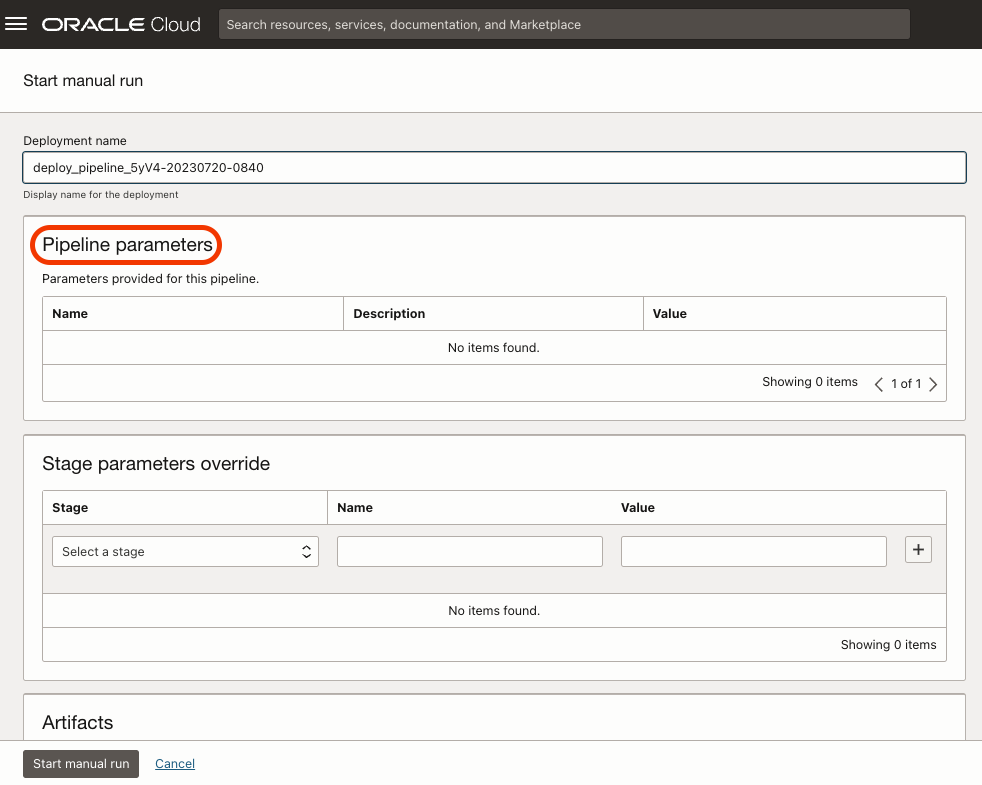 ORACLE Cloud
Search resources, services, documentation, and Marketplace
Start manual run
Deployment name
deploy_pipeline_5yV4-20230720-0840
Display name for the deployment
Pipeline parameters
Parameters provided for this pipeline.
Name Description Value
No items found.
Showing 0 items 1 of 1
Stage parameters override
Stage Name Value
Select a stage
No items found.
Showing 0 items
Artifacts
Start manual run Cancel